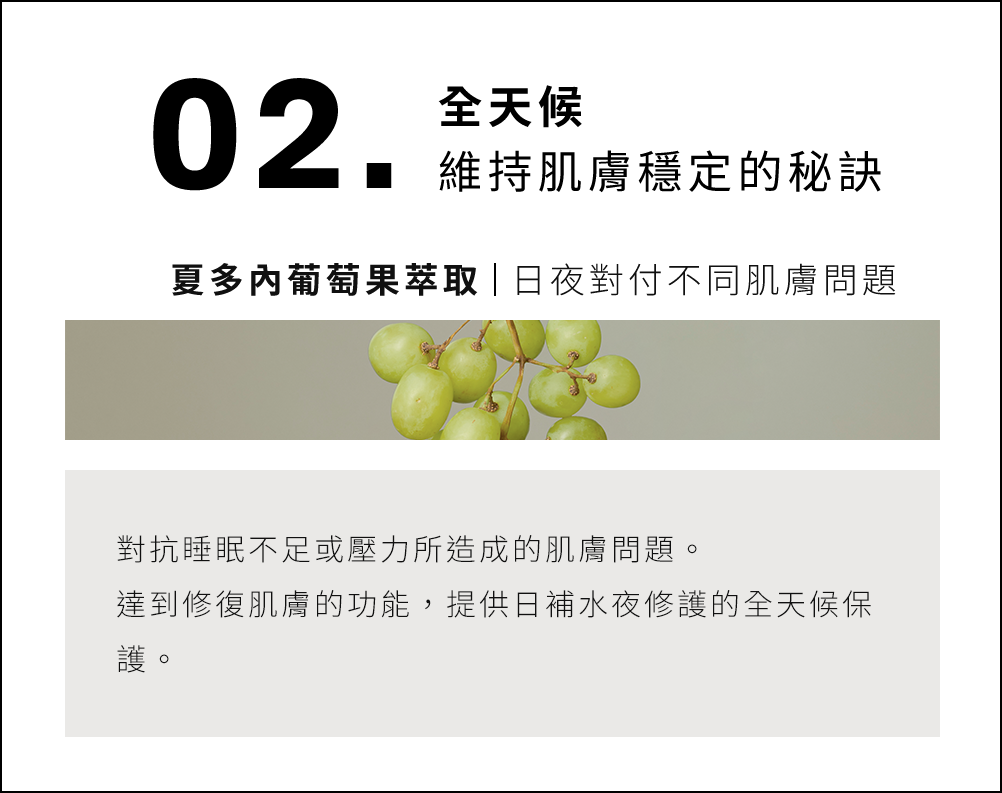 02.
全天候
維持肌膚穩定的秘訣
夏多內葡萄果萃取|日夜對付不同肌膚問題
對抗睡眠不足或壓力所造成的肌膚問題。
達到修復肌膚的功能，提供日補水夜修護的全天候保
護。